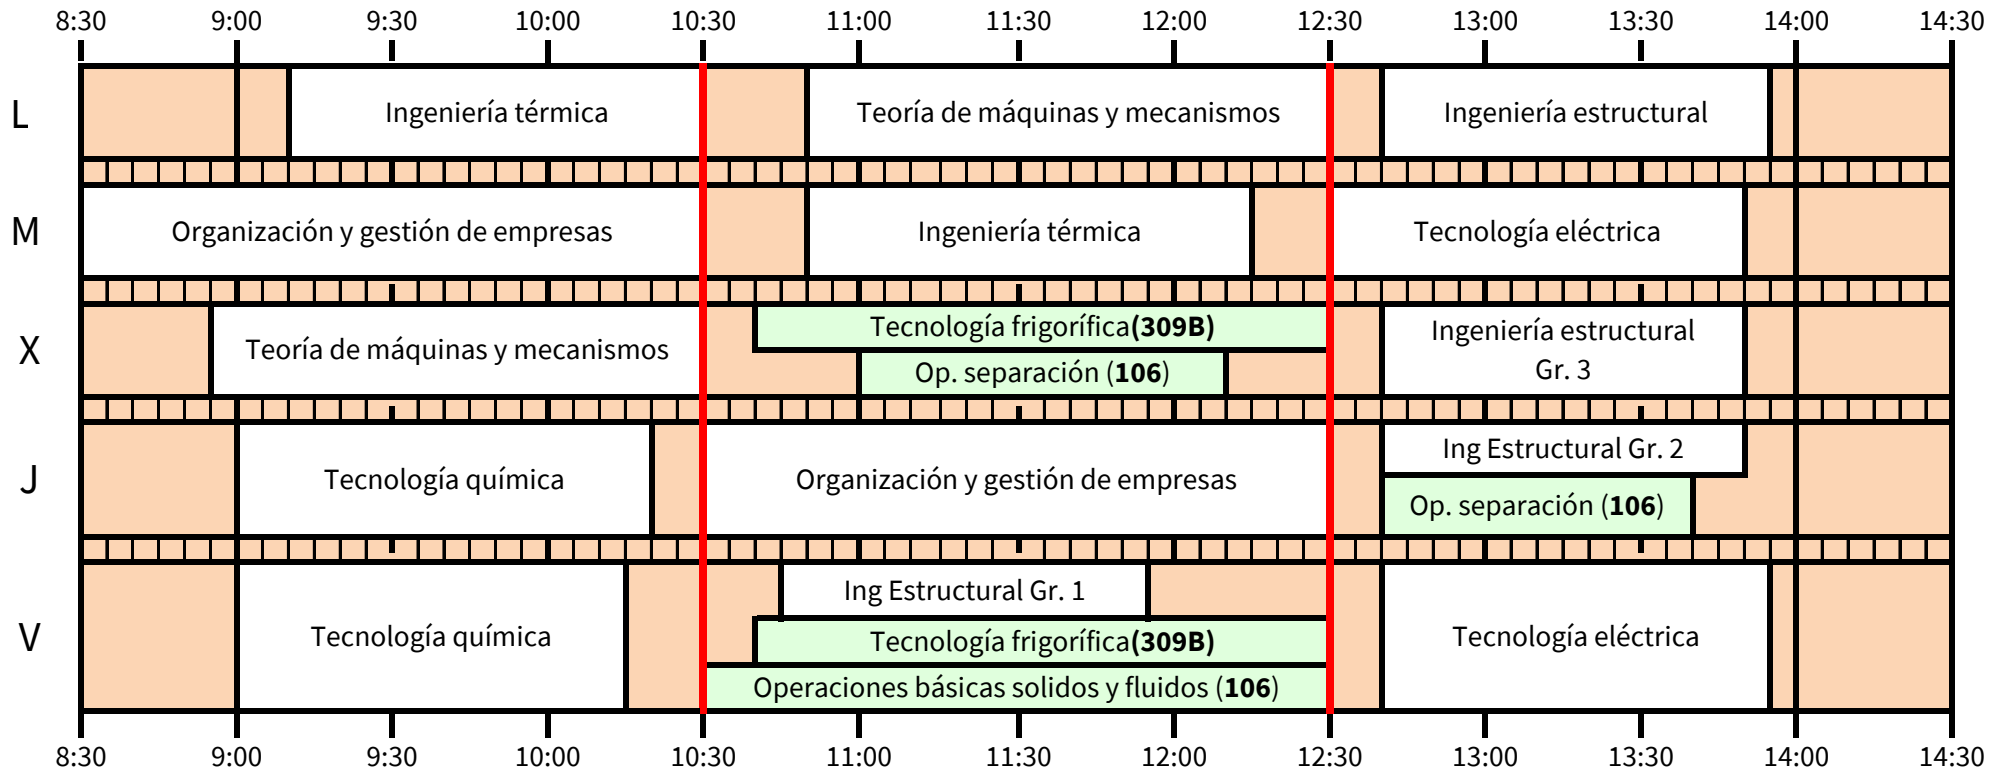 8:30 9:00 9:30 10:00 10:30 11:00 11:30 12:00 12:30 13:00 13:30 14:00 14:30
L Ingeniería térmica Teoría de máquinas y mecanismos Ingeniería estructural
M Organización y gestión de empresas Ingeniería térmica Tecnología eléctrica
X Teoría de máquinas y mecanismos
Tecnología frigorífica(309B)
Op. separación (106)
Ingeniería estructural
Gr. 3
J Tecnología química Organización y gestión de empresas
Ing Estructural Gr. 2
Op. separación (106)
V Tecnología química
Ing Estructural Gr. 1
Tecnología frigorífica(309B)
Operaciones básicas solidos y fluidos (106)
Tecnología eléctrica
8:30 9:00 9:30 10:00 10:30 11:00 11:30 12:00 12:30 13:00 13:30 14:00 14:30